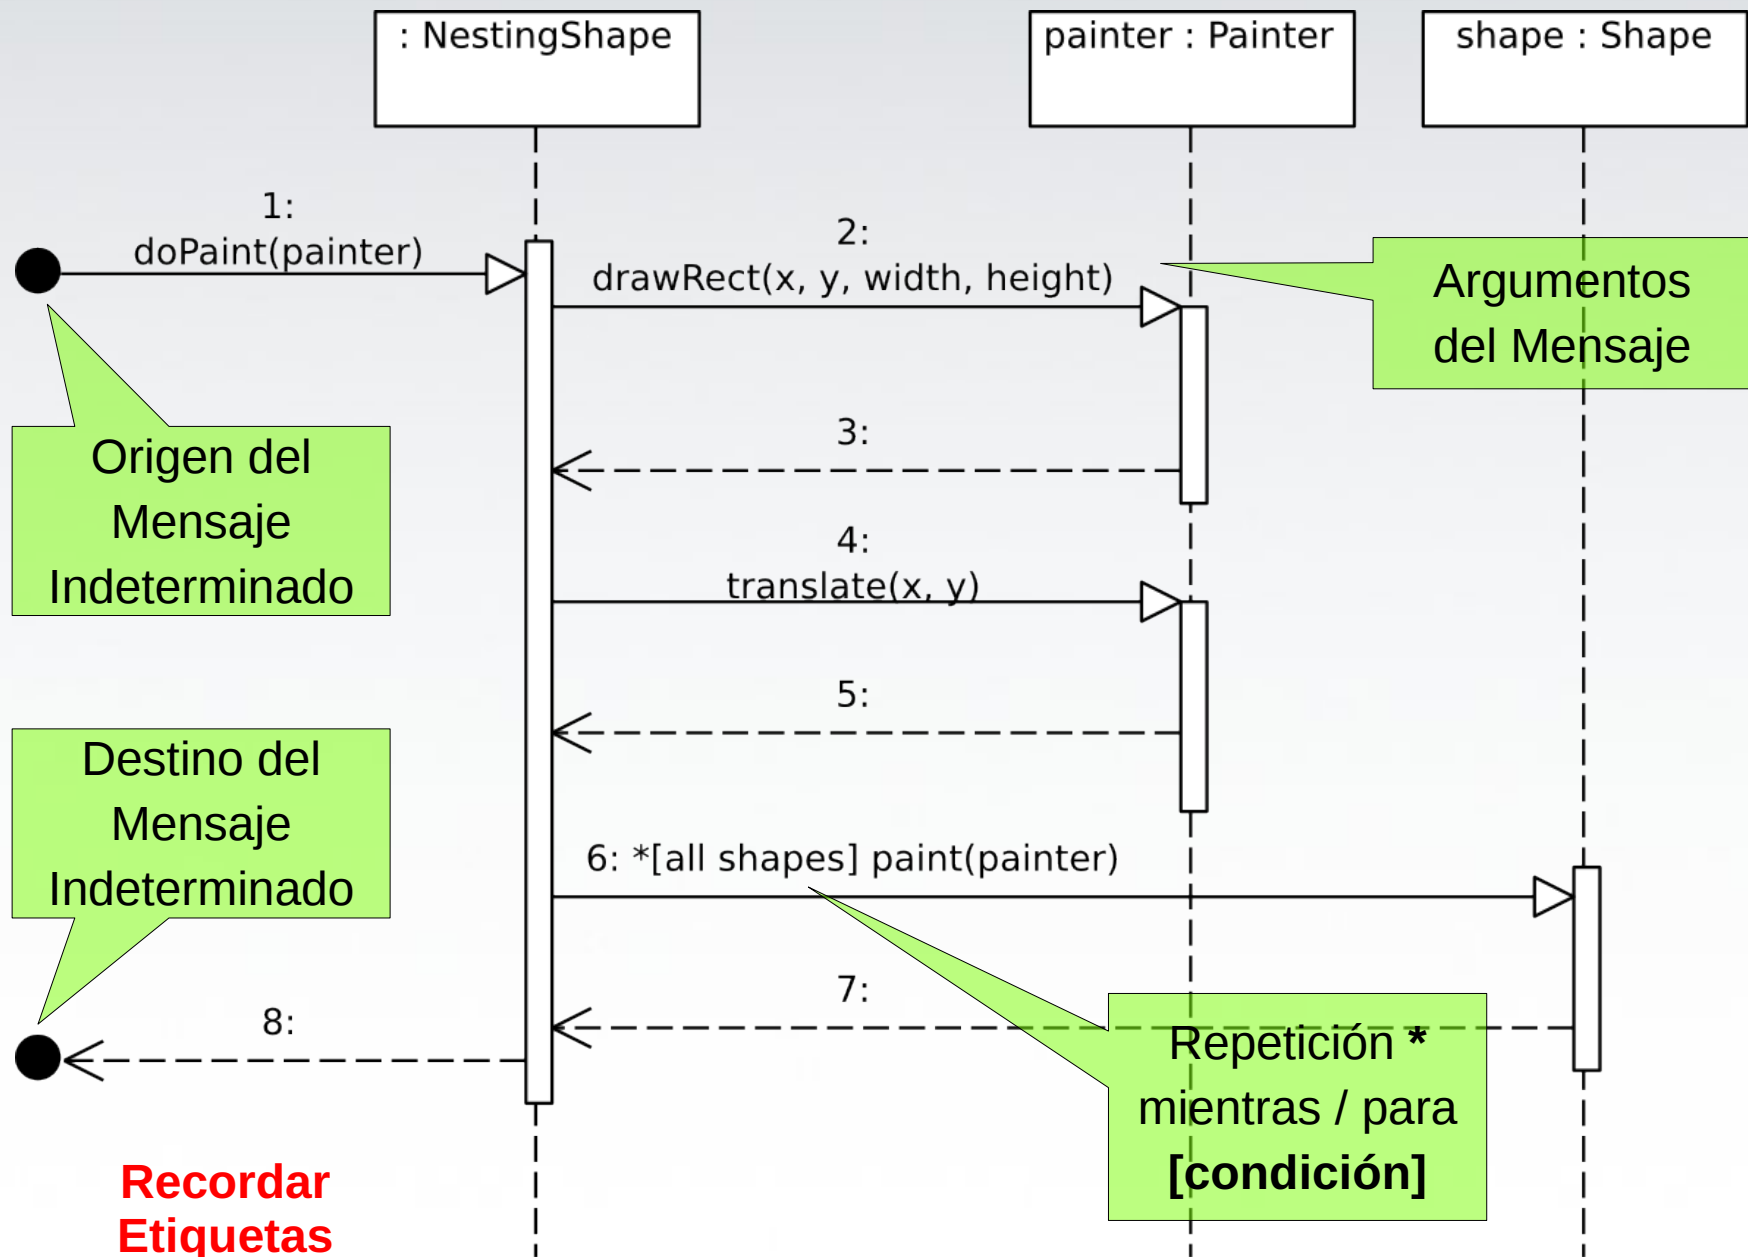 : NestingShape
painter : Painter
shape : Shape
1:
doPaint(painter)
2:
drawRect(x, y, width, height)
Argumentos
del Mensaje
3:
Origen del
Mensaje
Indeterminado
4:
translate(x, y)
5:
Destino del
Mensaje
Indeterminado
6: *[all shapes] paint(painter)
7:
8:
Repetición *
mientras / para
[condición]
Recordar
Etiquetas